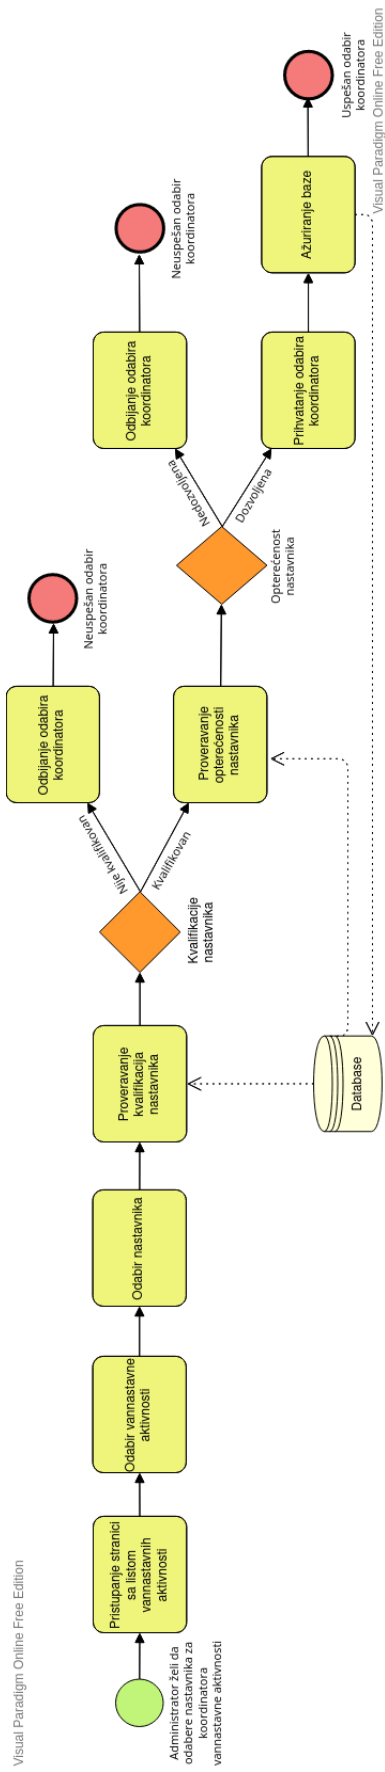 Visual Paradigm Online Free Edition
Administrator želi da
odabere nastavnika za
koordinatora
vannastavne aktivnosti
Pristupanje stranici
sa listom
vannastavnih
aktivnosti
Odabir vannastavne
aktivnosti
Odabir nastavnika
Proveravanje
kvalifikacija
nastavnika
Database
Kvalifikacije
nastavnika
Nije kvalifikovan
Kvalifikovan
Odbijanje odabira
koordinatora
Neuspešan odabir
koordinatora
Proveravanje
opterećenosti
nastavnika
Opterećenost
nastavnika
Nedozvoljena
Dozvoljena
Odbijanje odabira
koordinatora
Neuspešan odabir
koordinatora
Prihvatanje odabira
koordinatora
Ažuriranje baze
Uspešan odabir
koordinatora
Visual Paradigm Online Free Edition